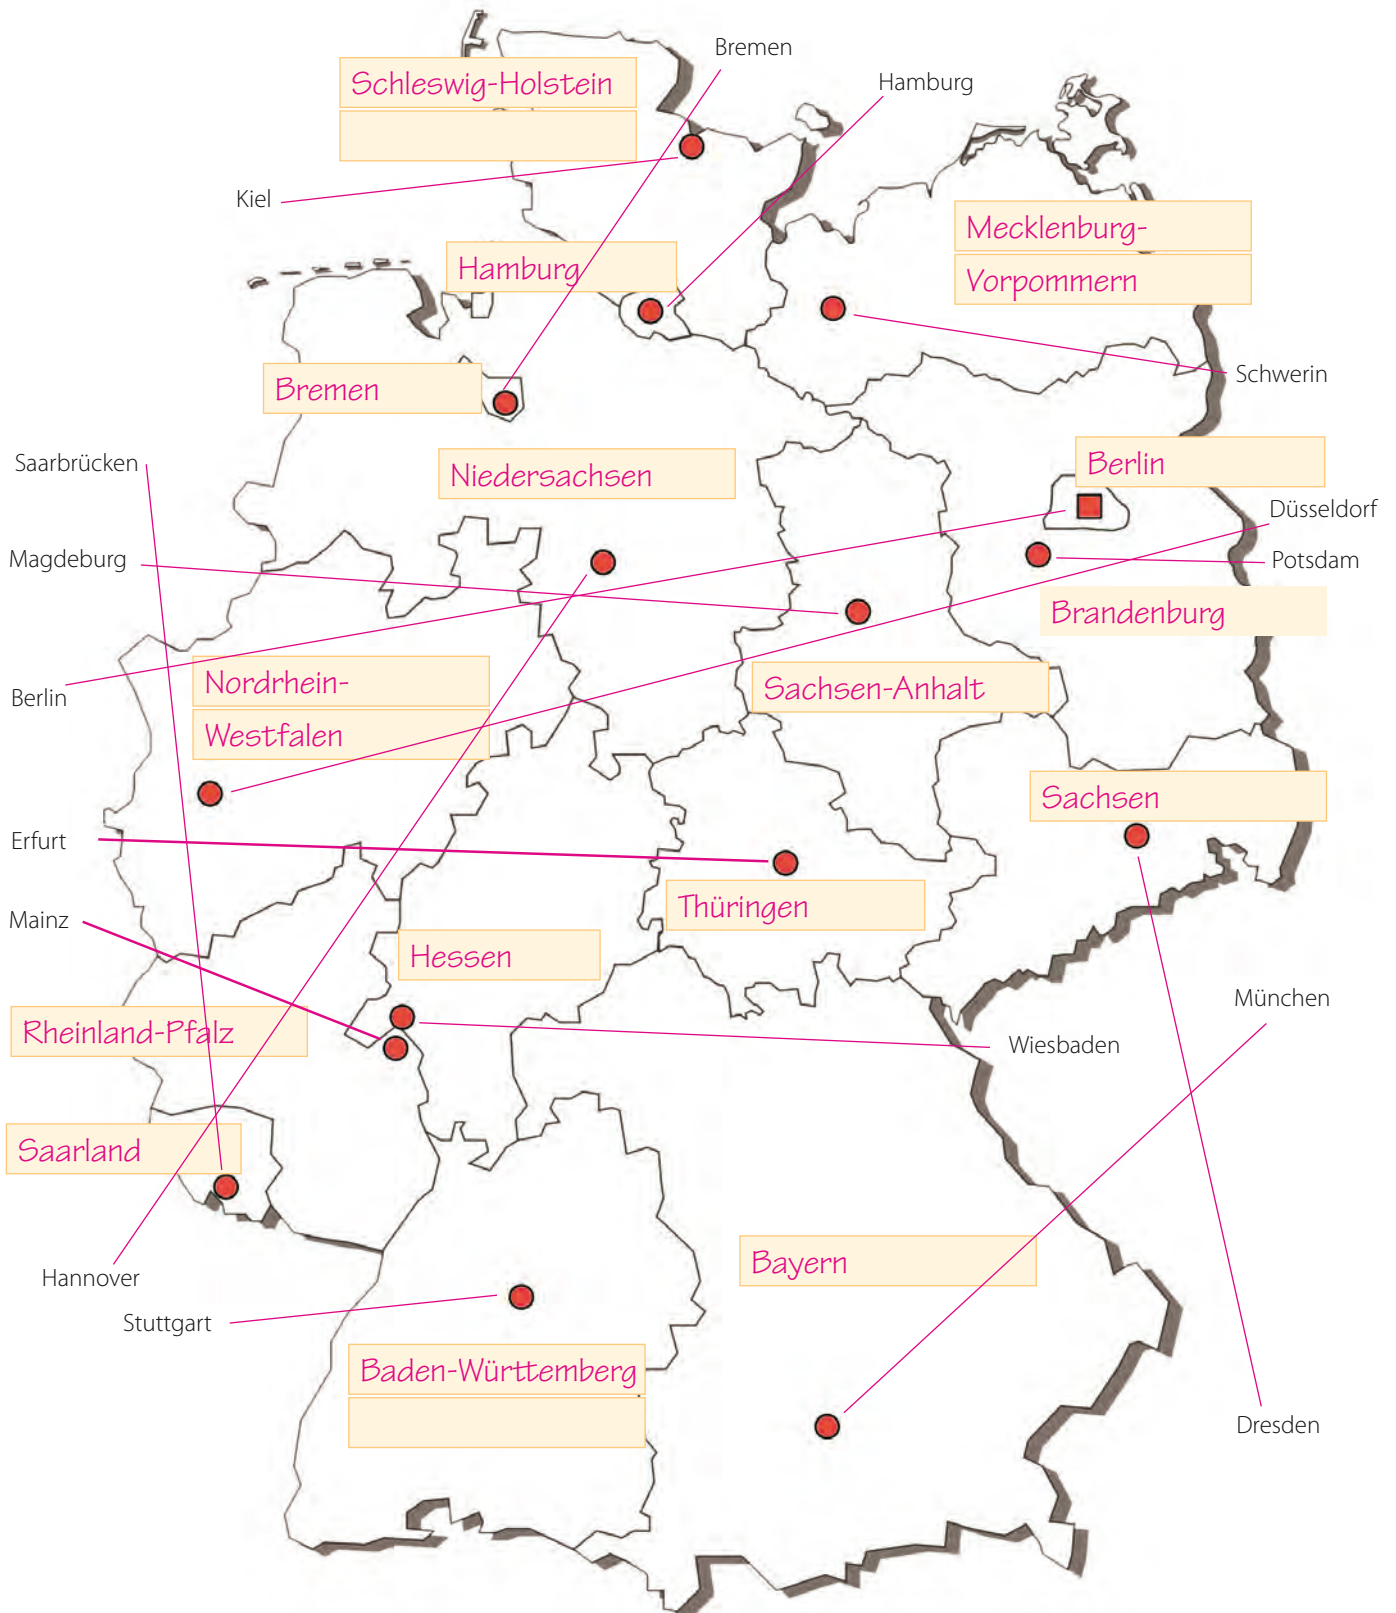 Bremen
Schleswig-Holstein
Hamburg
Kiel
Mecklenburg-
Vorpommern
Hamburg
Schwerin
Bremen
Saarbrücken
Niedersachsen
Berlin
Düsseldorf
Magdeburg
Potsdam
Brandenburg
Berlin
Nordrhein-
Westfalen
Sachsen-Anhalt
Sachsen
Erfurt
Thüringen
Mainz
Hessen
München
Rheinland-Pfalz
Wiesbaden
Saarland
Bayern
Hannover
Stuttgart
Baden-Württemberg
Dresden